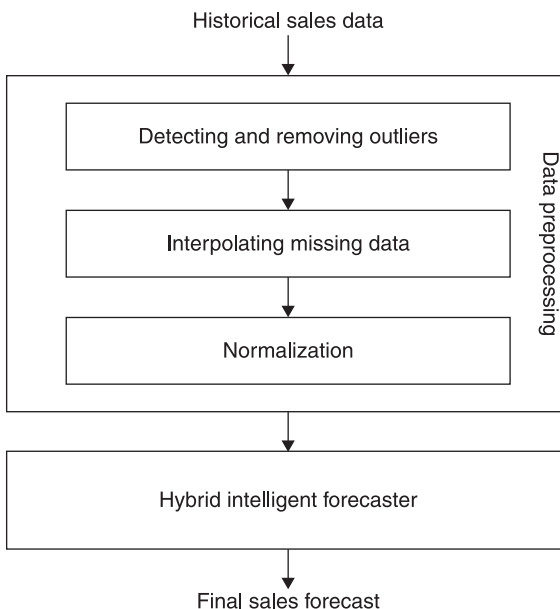 Historical sales data
Detecting and removing outliers
Interpolating missing data
Normalization
Data preprocessing
Hybrid intelligent forecaster
Final sales forecast